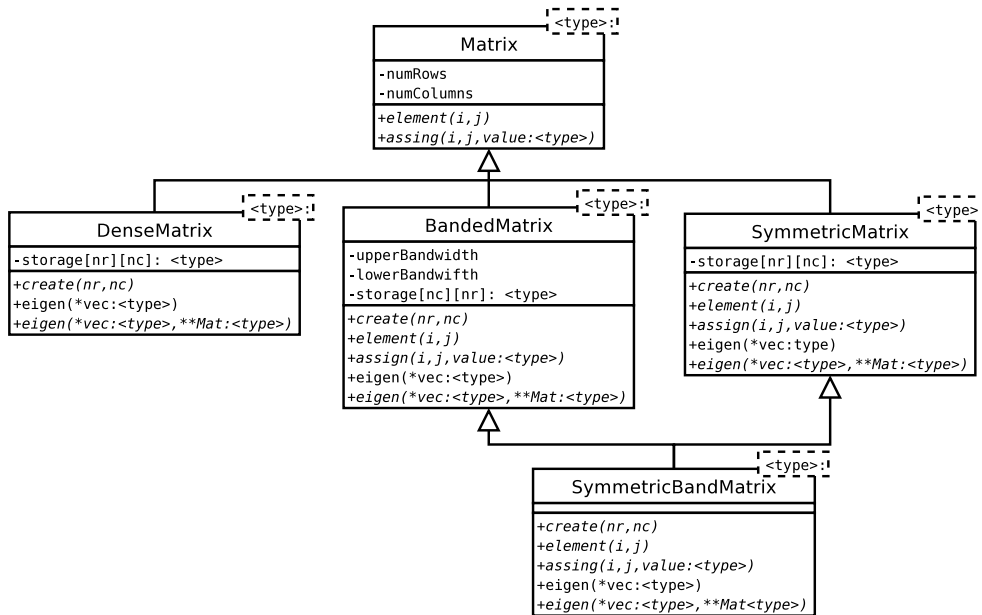 <type>:
Matrix
-numRows
-numColumns
+element(i,j)
+assing(i,j,value:<type>)
<type>:
DenseMatrix
-storage[nr][nc]: <type>
+create(nr,nc)
+eigen(*vec:<type>)
+eigen(*vec:<type>,**Mat:<type>)
<type>:
BandedMatrix
-upperBandwidth
-lowerBandwifth
-storage[nc][nr]: <type>
+create(nr,nc)
+element(i,j)
+assign(i,j,value:<type>)
+eigen(*vec:<type>)
+eigen(*vec:<type>,**Mat:<type>)
<type>
SymmetricMatrix
-storage[nr][nc]: <type>
+create(nr,nc)
+element(i,j)
+assign(i,j,value:<type>)
+eigen(*vec:type)
+eigen(*vec:<type>,**Mat:<type>)
<type>:
SymmetricBandMatrix
+create(nr,nc)
+element(i,j)
+assing(i,j,value:<type>)
+eigen(*vec:<type>)
+eigen(*vec:<type>,**Mat<type>)